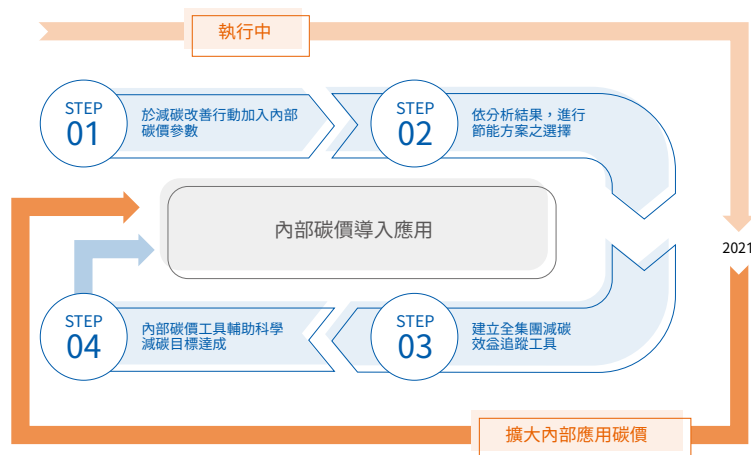 執行中
STEP
01
於減碳改善行動加入內部
碳價參數
STEP
02
依分析結果，進行
節能方案之選擇
內部碳價導入應用
2021
STEP
04
內部碳價工具輔助科學
減碳目標達成
STEP
03
建立全集團減碳
效益追蹤工具
擴大內部應用碳價